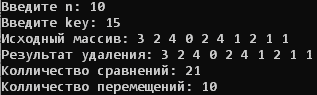 Введите n: 10
Введите key: 15
Исходный массив: 3 2 4 0 2 4 1 2 1 1
Результат удаления: 3 2 4 0 2 4 1 2 1 1
Колличество сравнений: 21
Колличество перемещений: 10